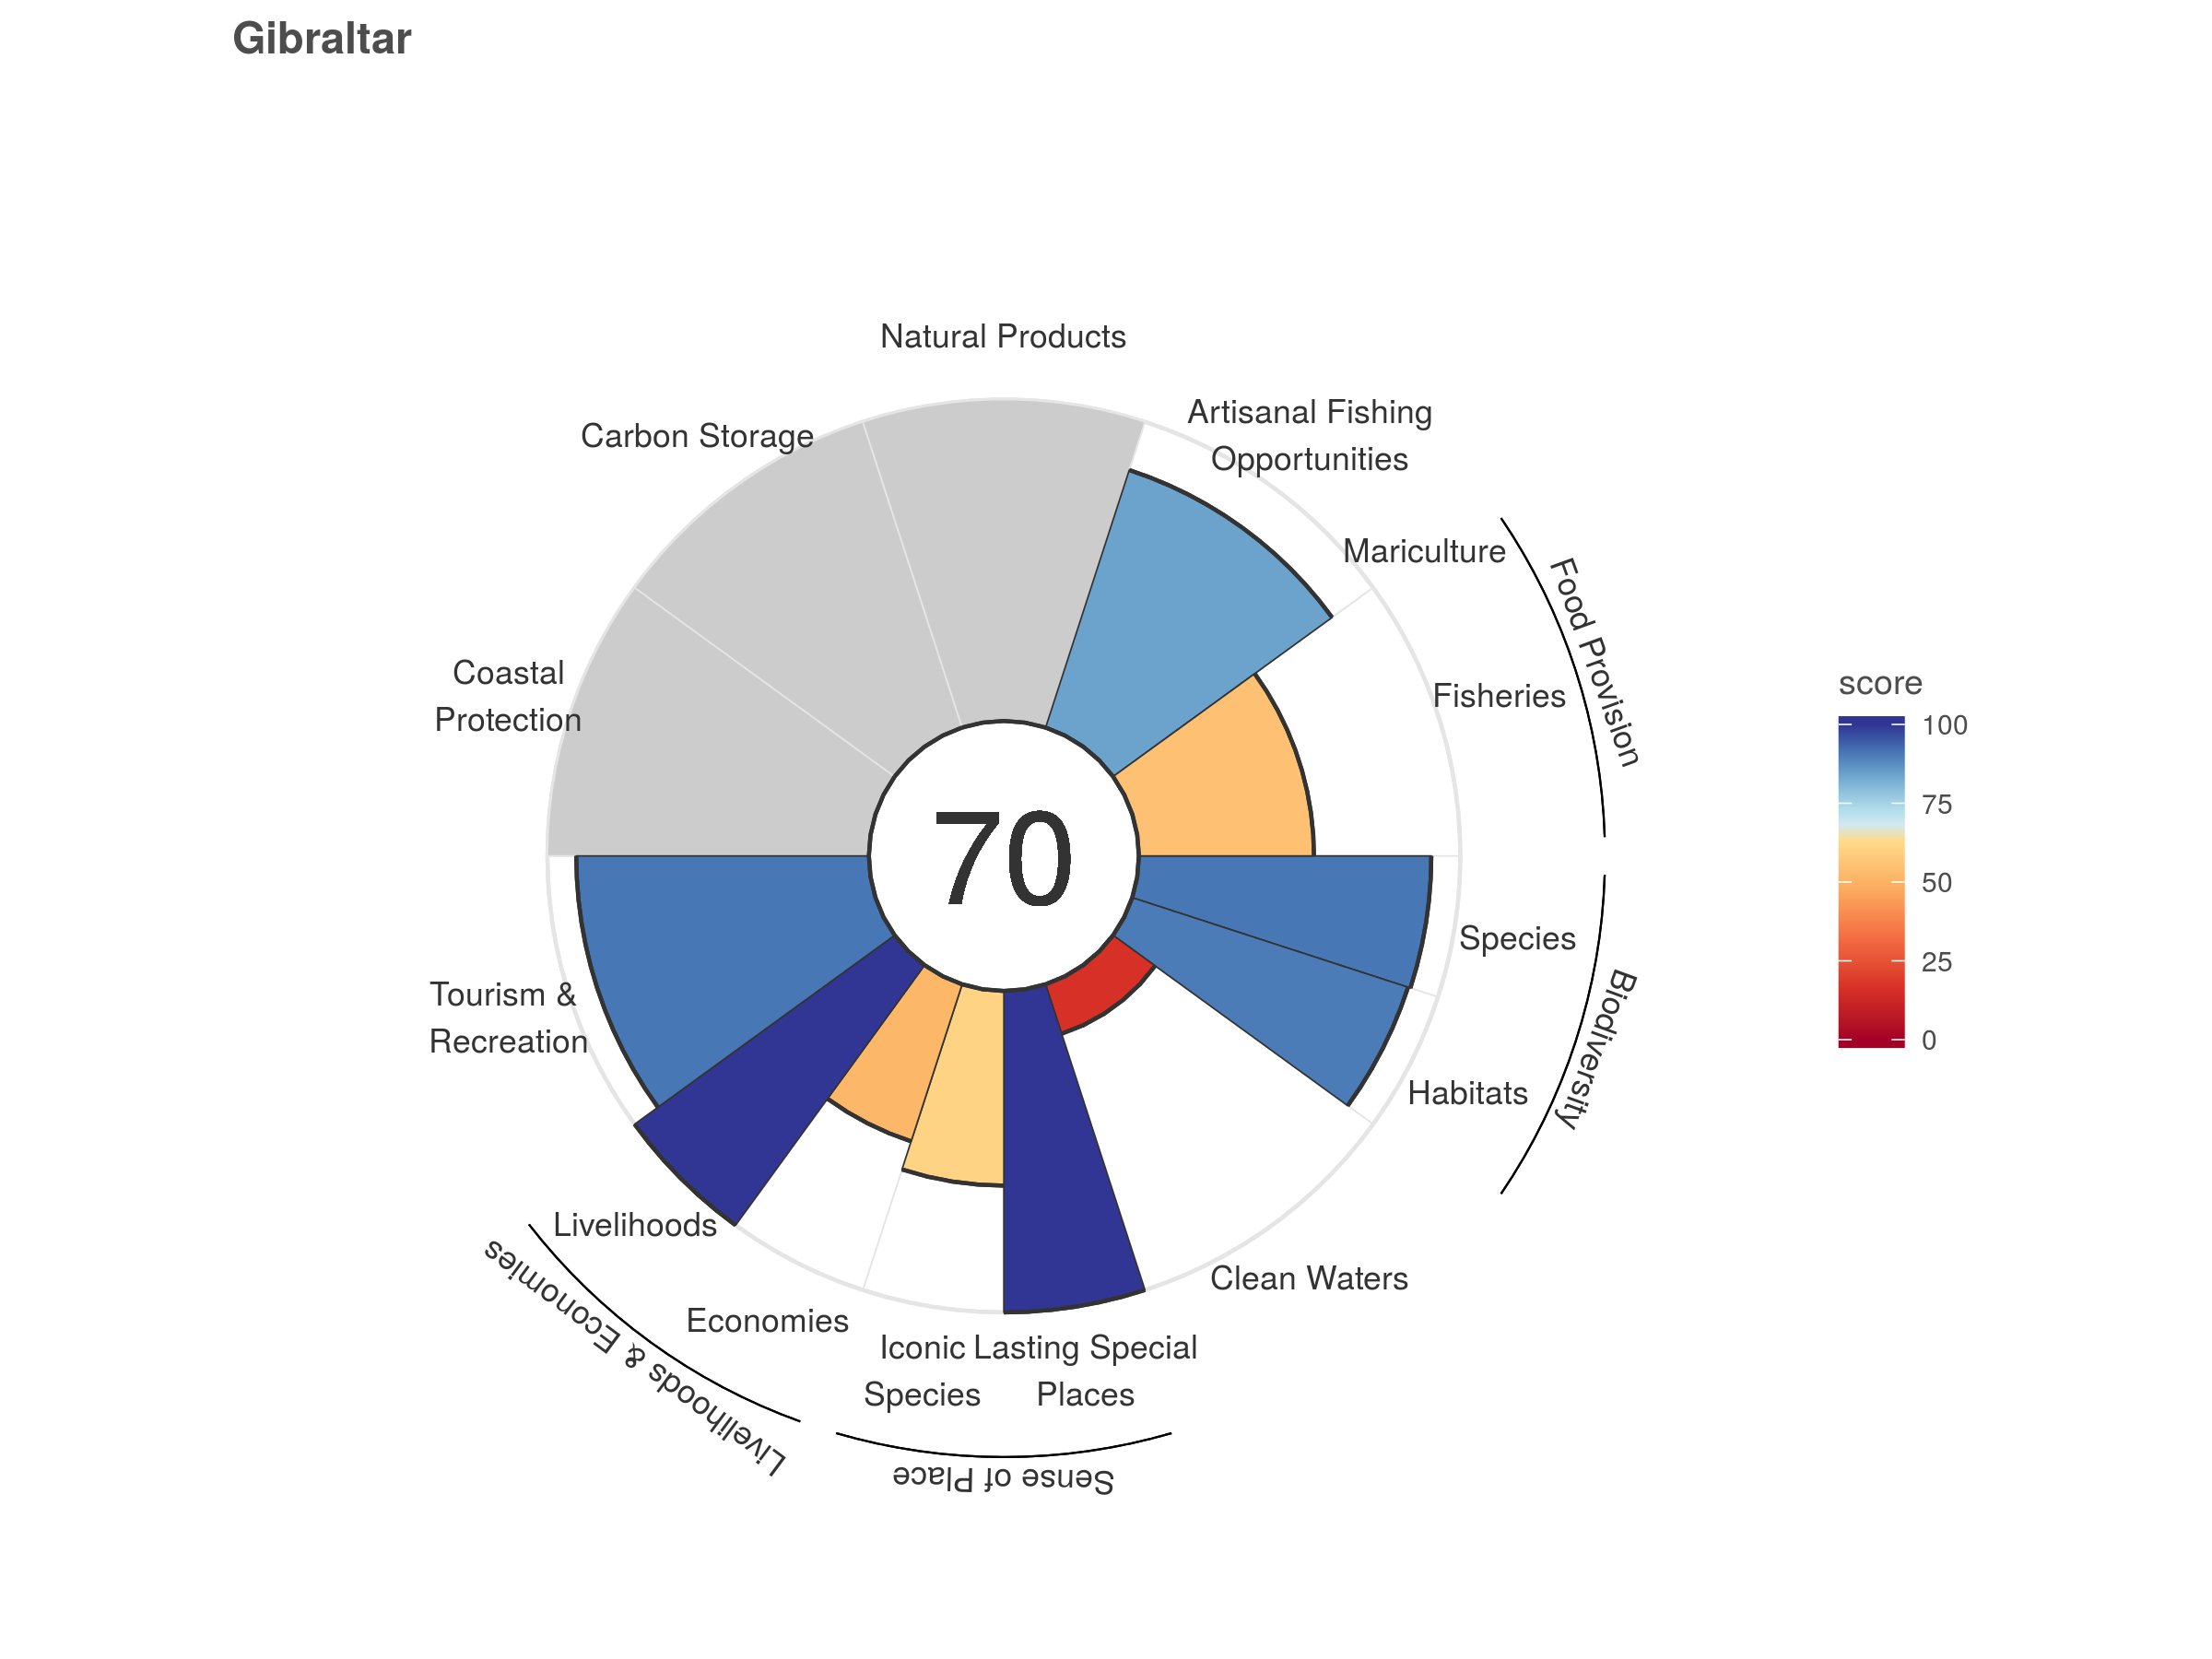 Gibraltar
Natural Products
Artisanal Fishing
Opportunities
Carbon Storage
Mariculture
Food Provision
Fisheries
Coastal
Protection
score
100
75
50
25
0
70
Species
Biodiversity
Habitats
Tourism &
Recreation
Livelihoods
Livelihoods & Economies
Economies
Clean Waters
Iconic
Species
Lasting Special
Places
Sense of Place